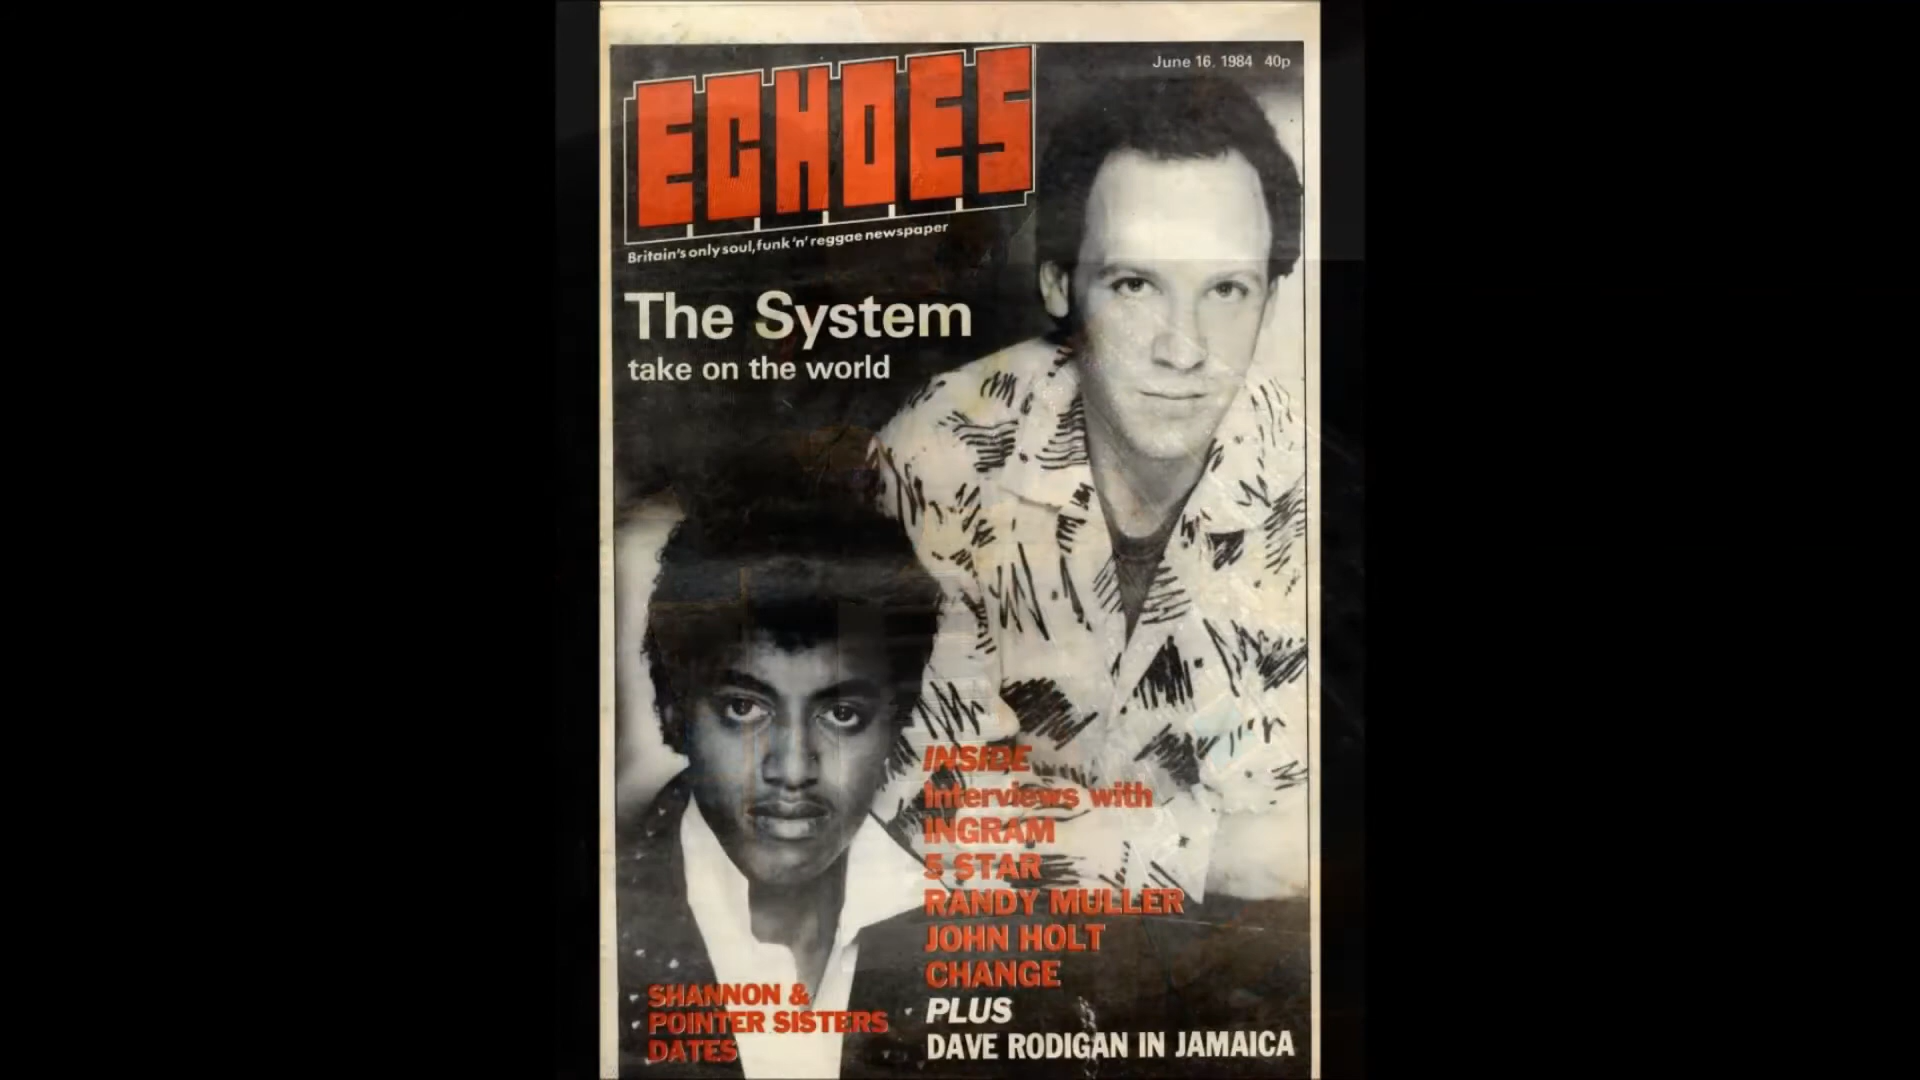 June 16. 1984 40p
ECHOES
Britain's only soul, funk 'n' reggae newspaper
The System
take on the world
INSIDE
Interviews with
INGRAM
5 STAR
RANDY MULLER
JOHN HOLT
CHANGE
PLUS
DAVE RODIGAN IN JAMAICA
SHANNON &
POINTER SISTERS
DATES